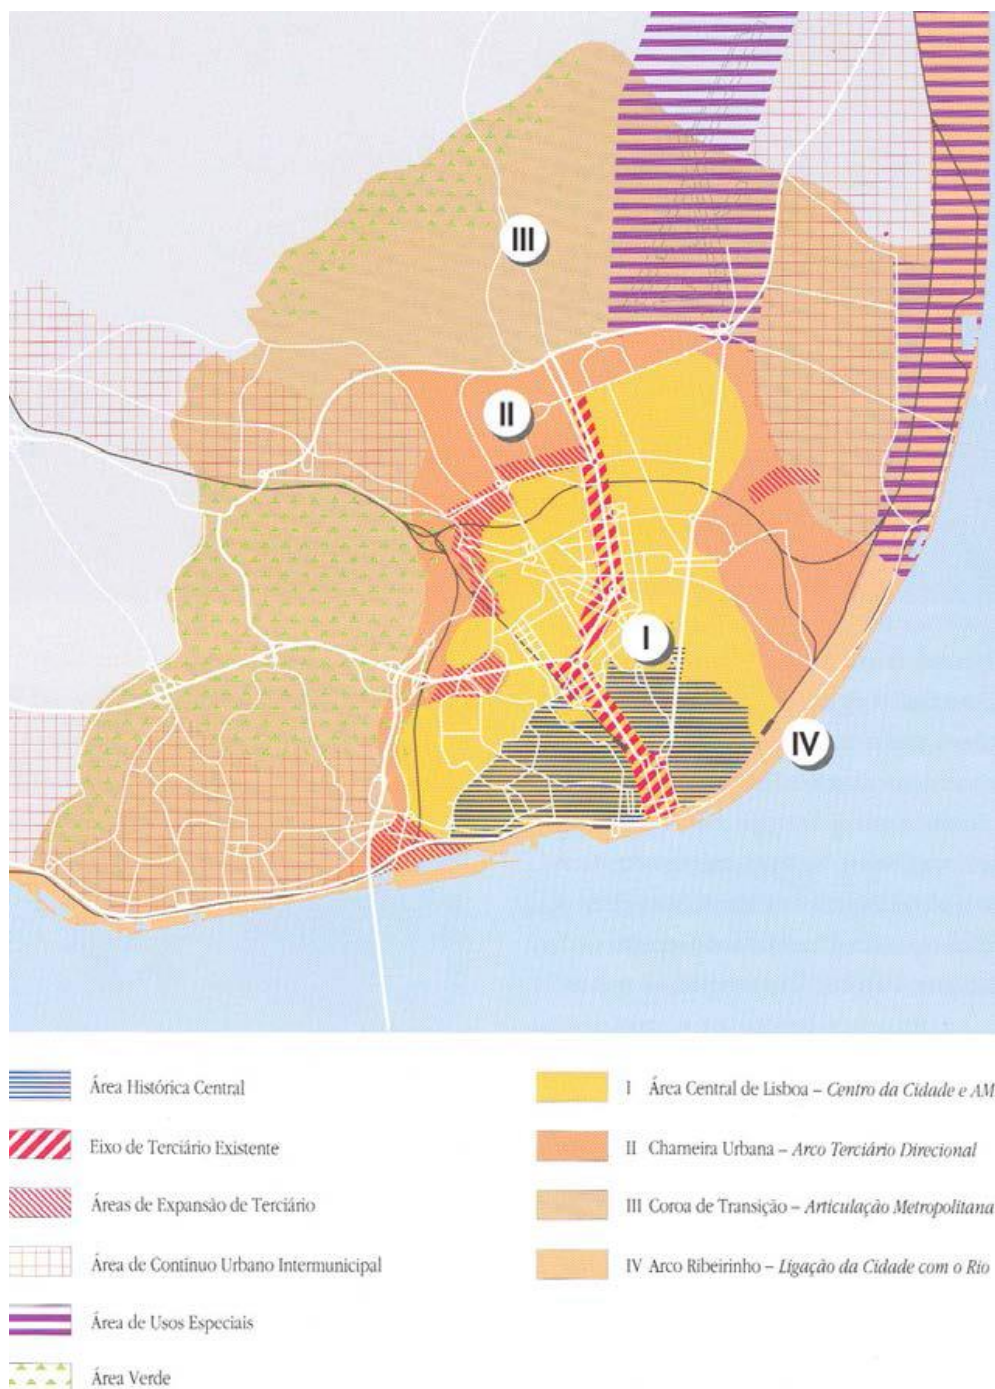 III
II
I
IV
Área Histórica Central
Eixo de Terciário Existente
Áreas de Expansão de Terciário
Área de Contínuo Urbano Intermunicipal
Área de Usos Especiais
Área Verde
I Área Central de Lisboa – Centro da Cidade e AM
II Charneira Urbana – Arco Terciário Direcional
III Coroa de Transição – Articulação Metropolitana
IV Arco Ribeirinho – Ligação da Cidade com o Rio